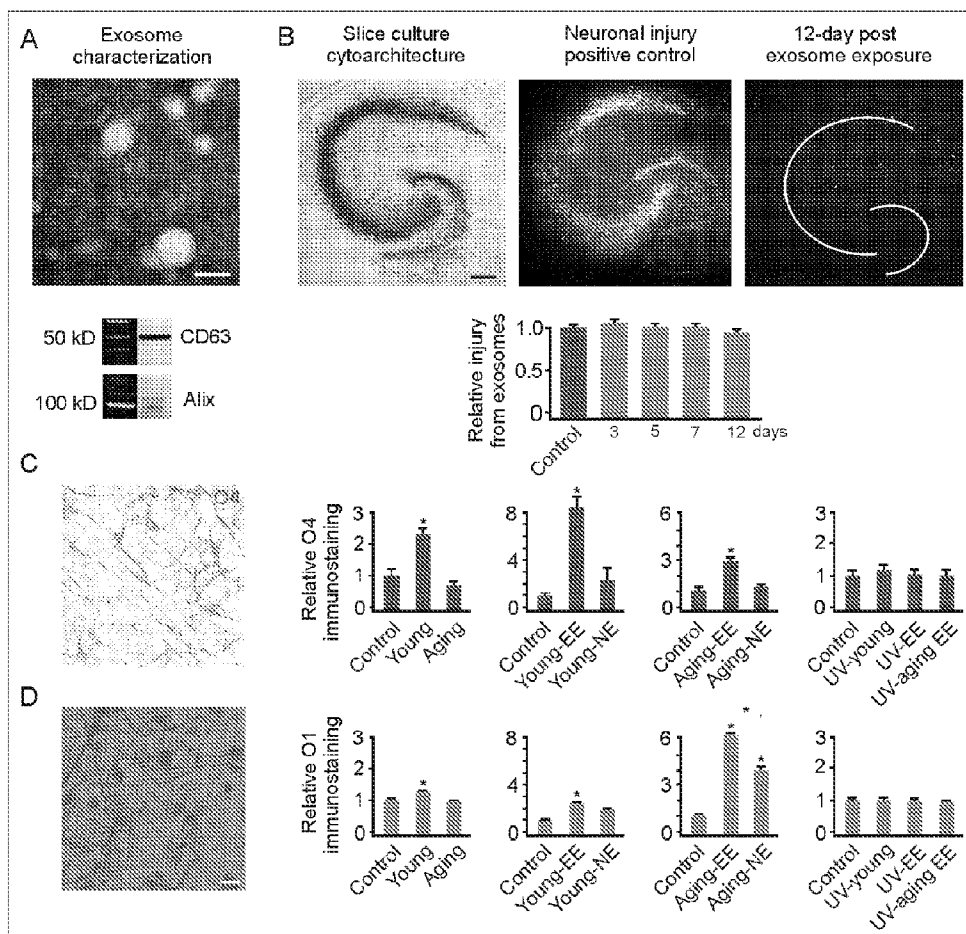 A
Exosome
characterization
B
Slice culture
cytoarchitecture
Neuronal injury
positive control
12-day post
exosome exposure
50 kD
CD63
100 kD
Alix
Relative injury
from exosomes
1.0
0.5
0
Control
3
5
7
12 days
C
O4
Relative O4
immunostaining
3
2
1
0
Control
Young
Aging
*
8
6
4
2
0
Control
Young-EE
Young-NE
*
6
3
0
Control
Aging-EE
Aging-NE
*
3
2
1
0
Control
UV-young
UV-EE
UV-aging EE
D
Relative O1
immunostaining
3
2
1
0
Control
Young
Aging
*
8
6
4
2
0
Control
Young-EE
Young-NE
*
6
3
0
Control
Aging-EE
Aging-NE
*
*
*
3
2
1
0
Control
UV-young
UV-EE
UV-aging EE